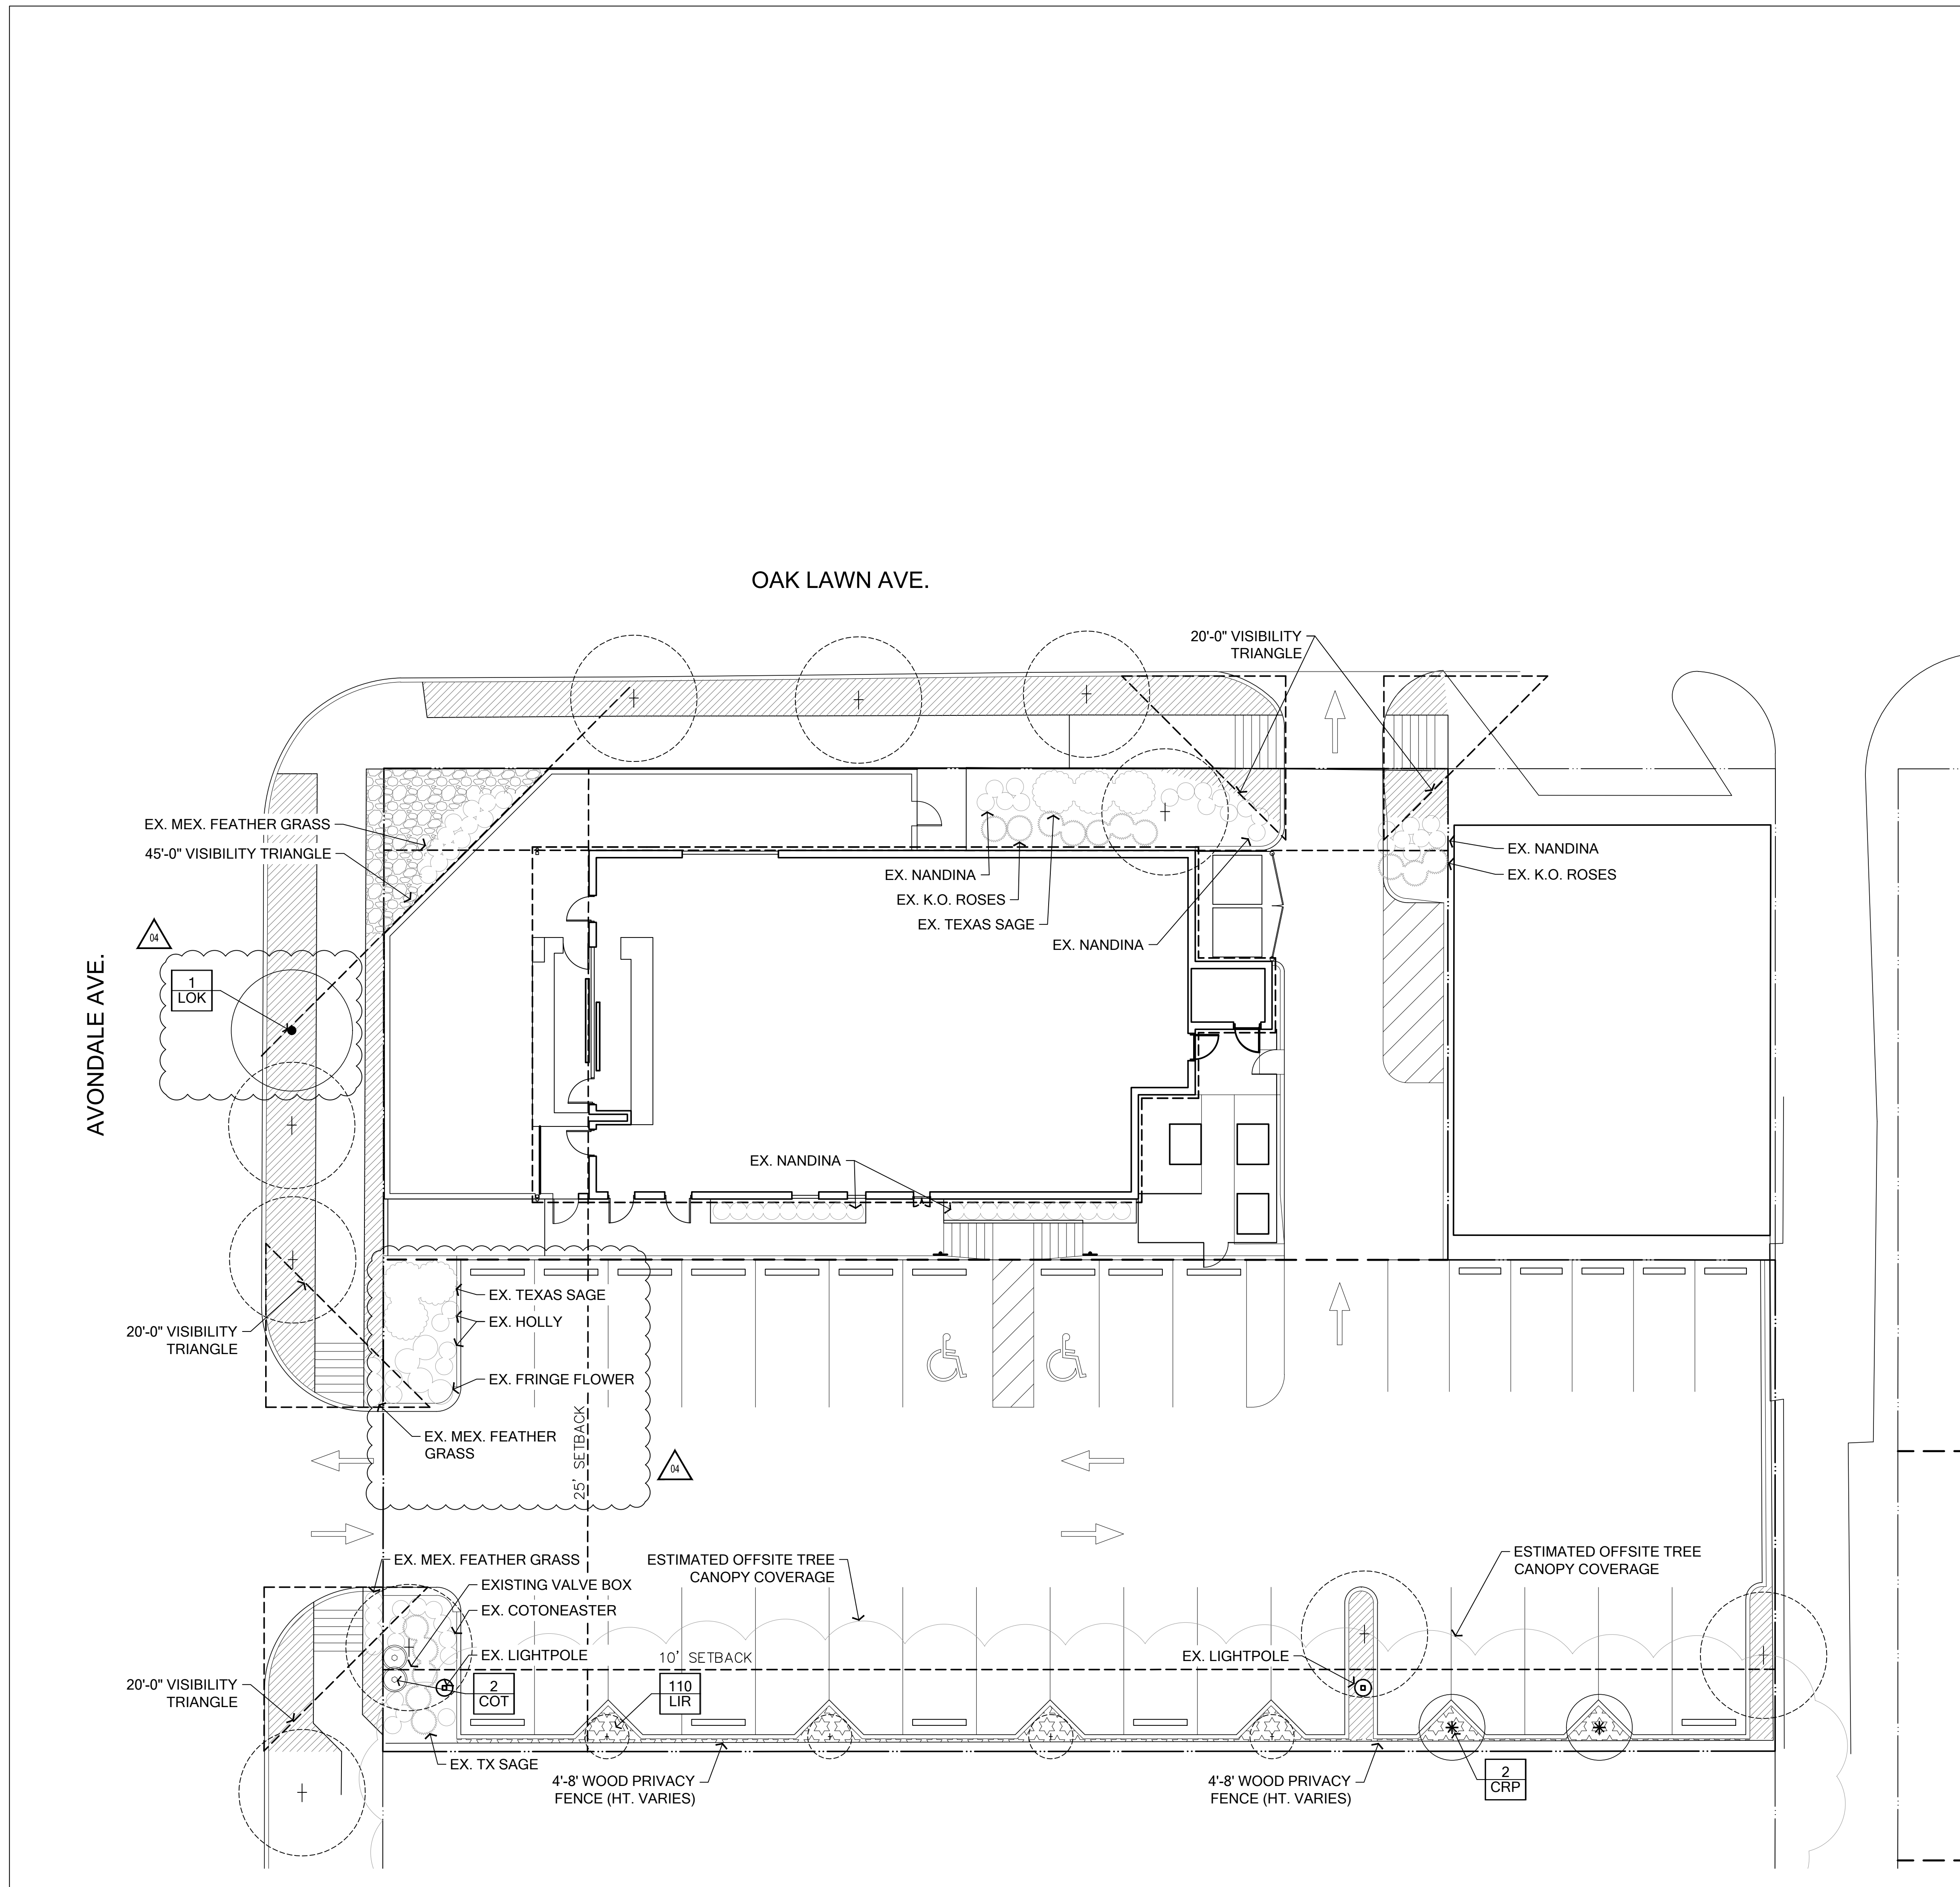 OAK LAWN AVE.
20'-0" VISIBILITY
TRIANGLE
EX. MEX. FEATHER GRASS
45'-0" VISIBILITY TRIANGLE
EX. NANDINA
EX. K.O. ROSES
EX. TEXAS SAGE
EX. NANDINA
EX. NANDINA
EX. K.O. ROSES
AVONDALE AVE.
04
1
LOK
EX. NANDINA
EX. TEXAS SAGE
EX. HOLLY
20'-0" VISIBILITY
TRIANGLE
EX. FRINGE FLOWER
EX. MEX. FEATHER
GRASS
25' SETBACK
04
EX. MEX. FEATHER GRASS
EXISTING VALVE BOX
EX. COTONEASTER
EX. LIGHTPOLE
ESTIMATED OFFSITE TREE
CANOPY COVERAGE
ESTIMATED OFFSITE TREE
CANOPY COVERAGE
10' SETBACK
EX. LIGHTPOLE
20'-0" VISIBILITY
TRIANGLE
2
COT
110
LIR
EX. TX SAGE
4'-8' WOOD PRIVACY
FENCE (HT. VARIES)
4'-8' WOOD PRIVACY
FENCE (HT. VARIES)
2
CRP